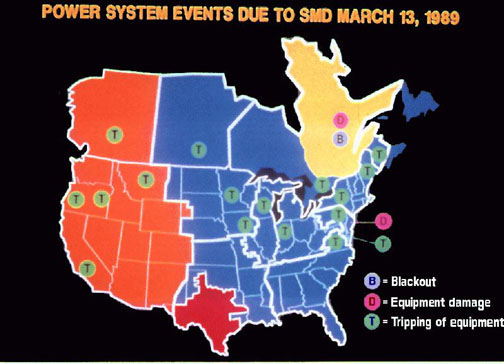 POWER SYSTEM EVENTS DUE TO SMD MARCH 13, 1989
D
T
B
T
T
T
T
T
T
T
T
T
T
T
D
T
T
T
T
T
B = Blackout
D = Equipment damage
T = Tripping of equipment